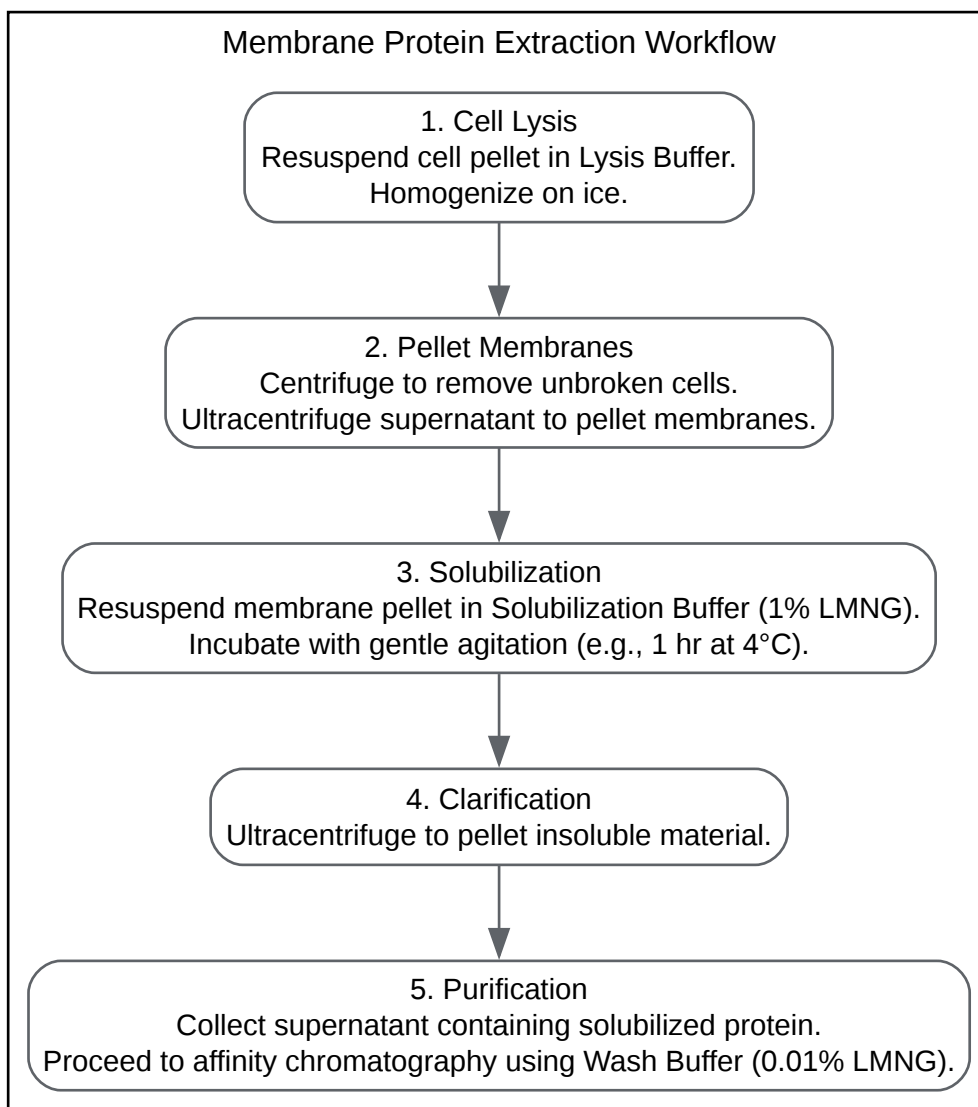 Membrane Protein Extraction Workflow
1. Cell Lysis
Resuspend cell pellet in Lysis Buffer.
Homogenize on ice.
2. Pellet Membranes
Centrifuge to remove unbroken cells.
Ultracentrifuge supernatant to pellet membranes.
3. Solubilization
Resuspend membrane pellet in Solubilization Buffer (1% LMNG).
Incubate with gentle agitation (e.g., 1 hr at 4°C).
4. Clarification
Ultracentrifuge to pellet insoluble material.
5. Purification
Collect supernatant containing solubilized protein.
Proceed to affinity chromatography using Wash Buffer (0.01% LMNG).